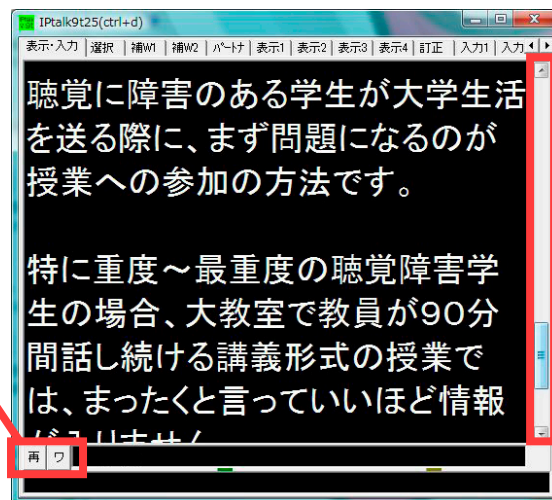 IPtalk9t25(ctrl+d)
表示・入力 選択 補W1 補W2 パートナ 表示1 表示2 表示3 表示4 訂正 入力1 入力
聴覚に障害のある学生が大学生活
を送る際に、まず問題になるのが
授業への参加の方法です。
特に重度～最重度の聴覚障害学
生の場合、大教室で教員が90分
間話し続ける講義形式の授業で
は、まったくと言っていいほど情報
が入りません
再 ワ